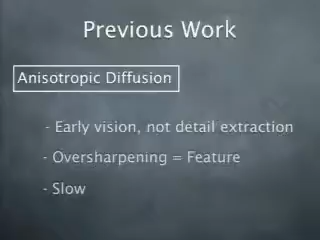 Previous Work
Anisotropic Diffusion
- Early vision, not detail extraction
- Oversharpening = Feature
- Slow